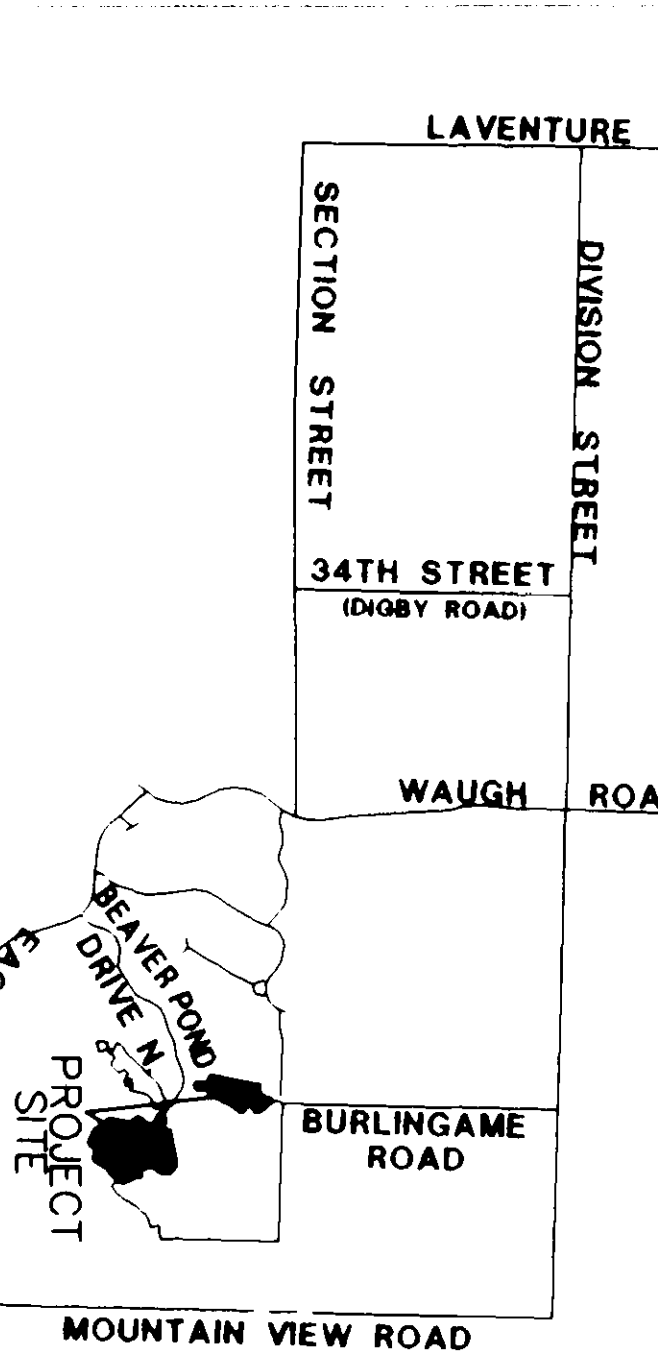 LAVENTURE
SECTION STREET
DIVISION STREET
34TH STREET
(DIGBY ROAD)
WAUGH ROA
BEAVER POND
DRIVE N
EAG
PROJECT
SITE
BURLINGAME
ROAD
MOUNTAIN VIEW ROAD